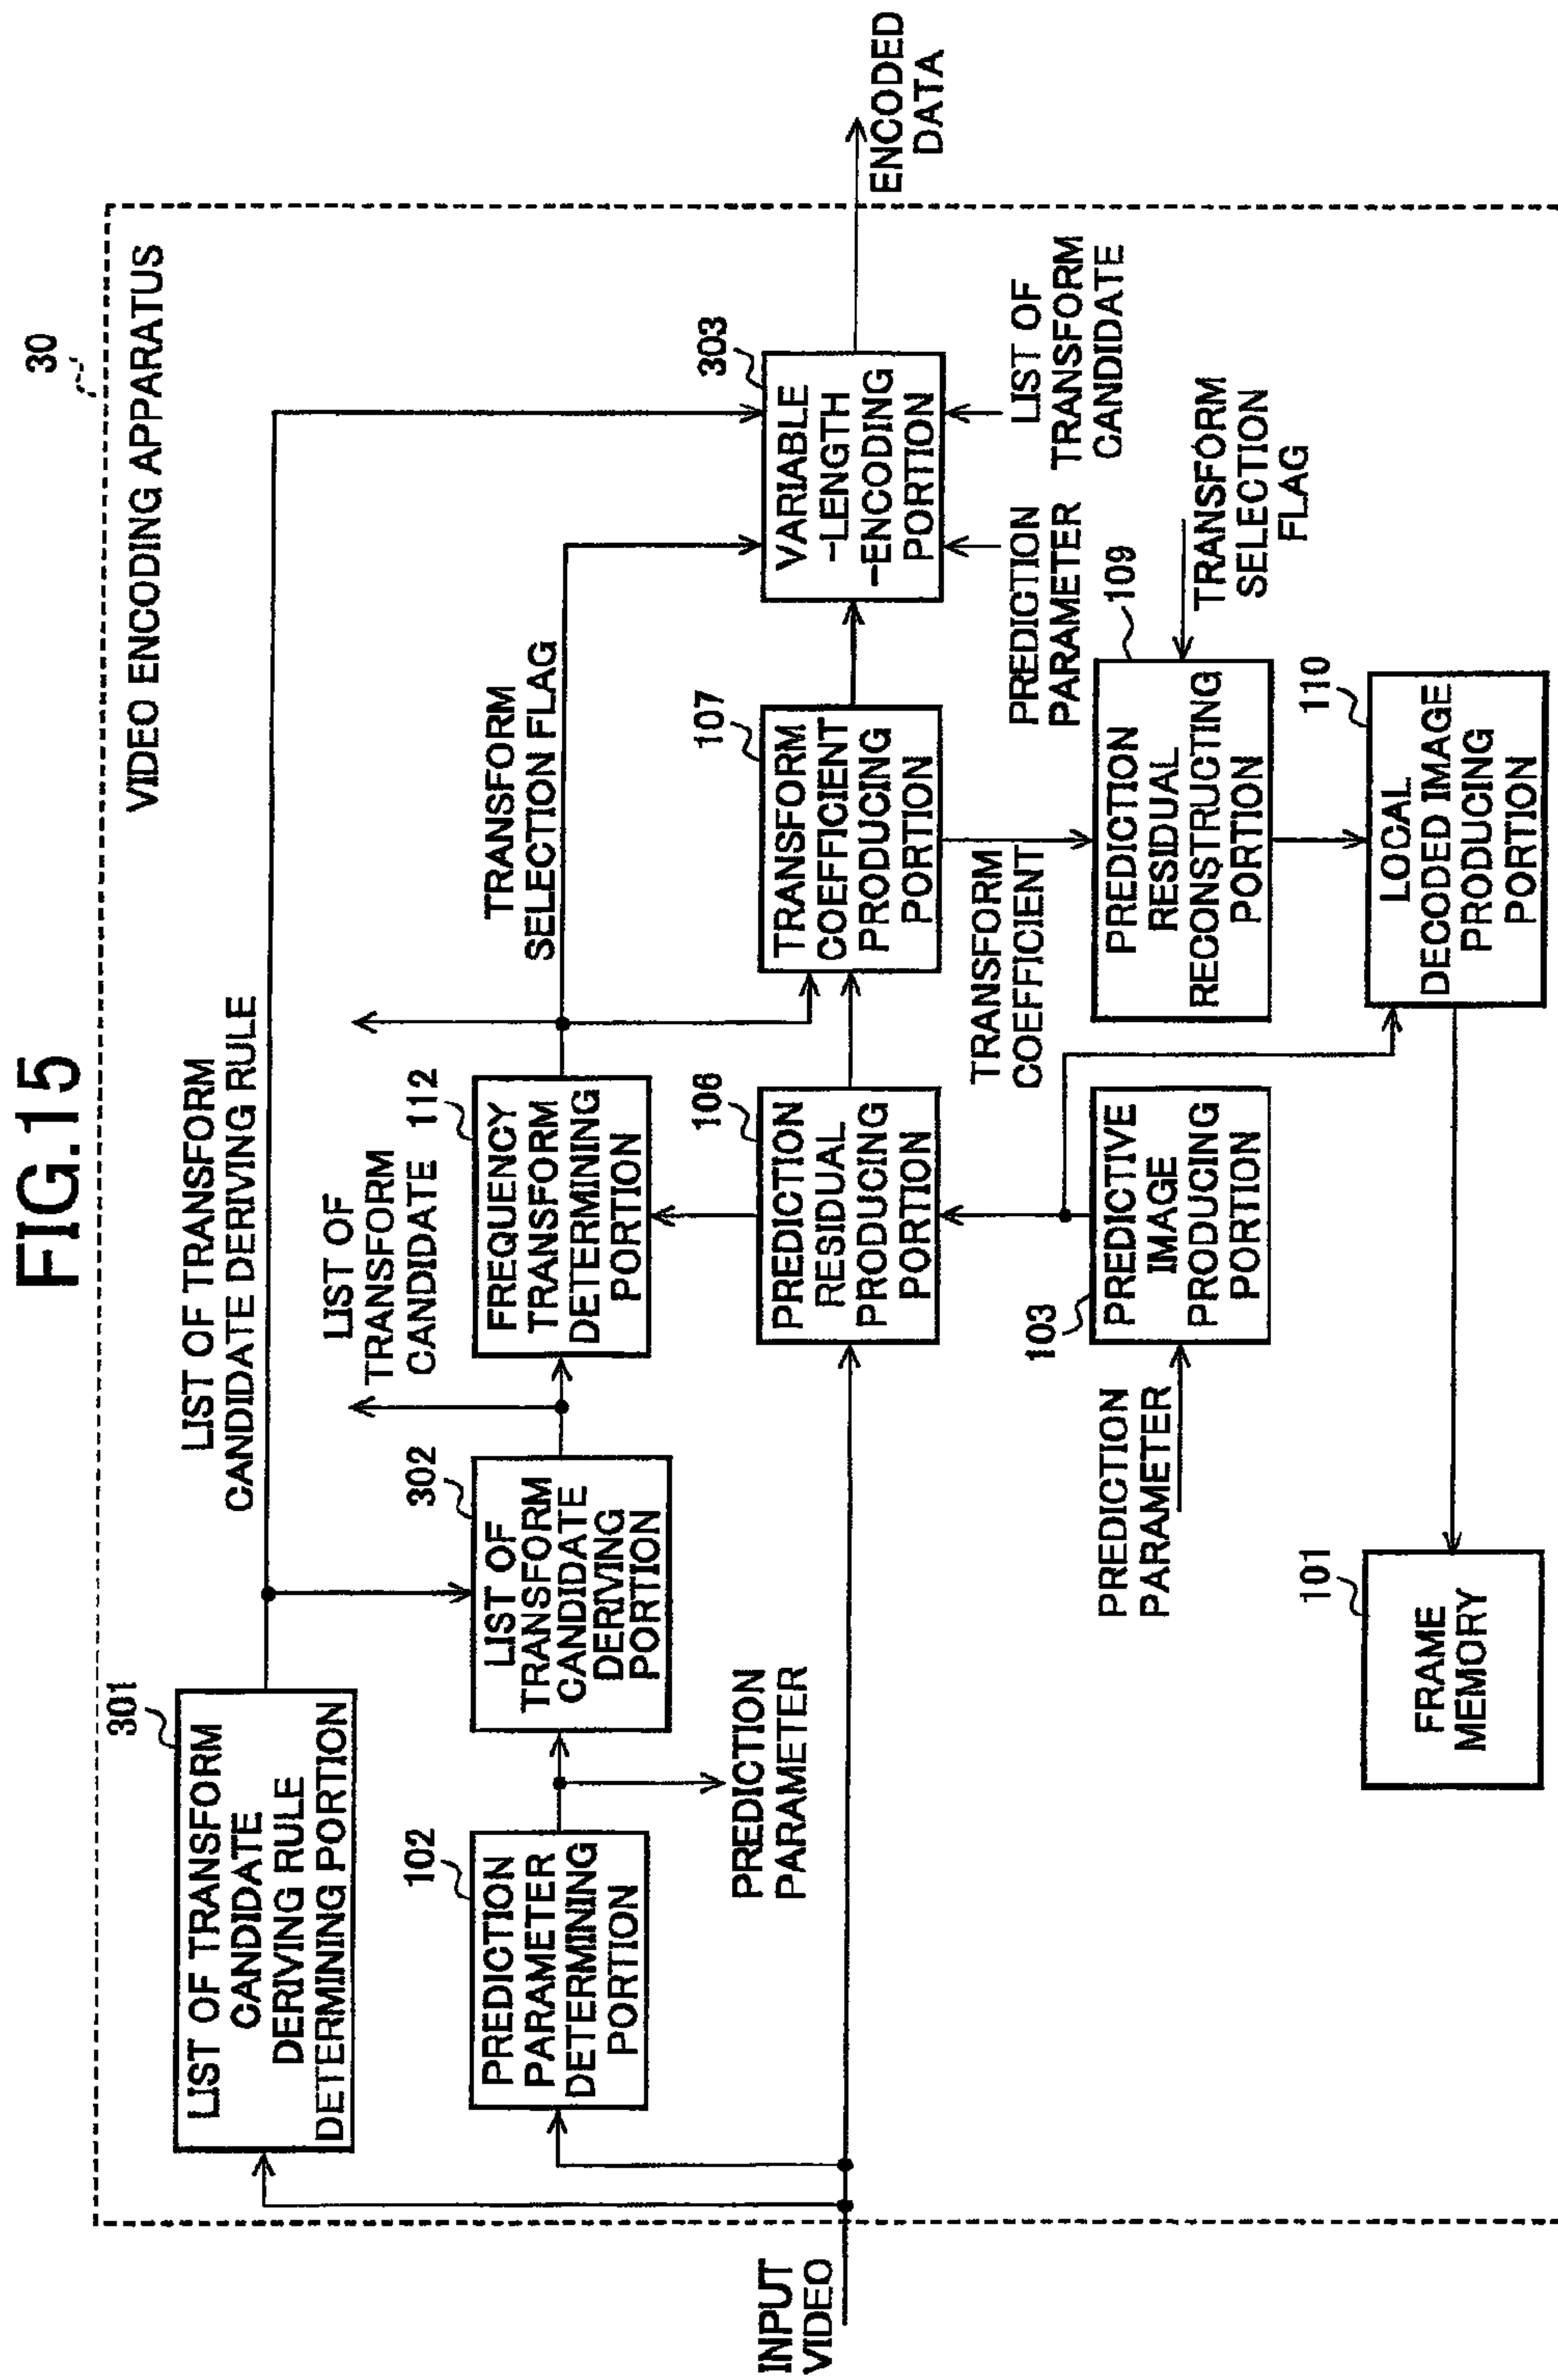 FIG.15
30
VIDEO ENCODING APPARATUS
301
LIST OF TRANSFORM
CANDIDATE
DERIVING RULE
DETERMINING PORTION
LIST OF TRANSFORM
CANDIDATE DERIVING RULE
LIST OF
TRANSFORM
CANDIDATE
TRANSFORM
SELECTION FLAG
102
PREDICTION
PARAMETER
DETERMINING
PORTION
302
LIST OF
TRANSFORM
CANDIDATE
DERIVING
PORTION
112
FREQUENCY
TRANSFORM
DETERMINING
PORTION
PREDICTION
PARAMETER
INPUT
VIDEO
106
PREDICTION
RESIDUAL
PRODUCING
PORTION
107
TRANSFORM
COEFFICIENT
PRODUCING
PORTION
303
VARIABLE
-LENGTH
-ENCODING
PORTION
ENCODED
DATA
PREDICTION
PARAMETER
LIST OF
TRANSFORM
CANDIDATE
TRANSFORM
COEFFICIENT
PREDICTION
PARAMETER
103
PREDICTIVE
IMAGE
PRODUCING
PORTION
109
PREDICTION
RESIDUAL
RECONSTRUCTING
PORTION
TRANSFORM
SELECTION
FLAG
101
FRAME
MEMORY
110
LOCAL
DECODED IMAGE
PRODUCING
PORTION